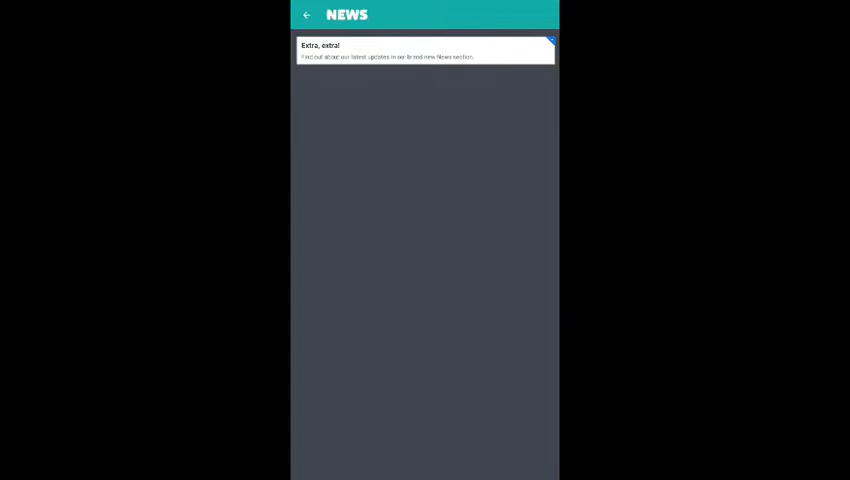 NEWS
Extra, extra!
Find out about our latest updates in our brand new News section.